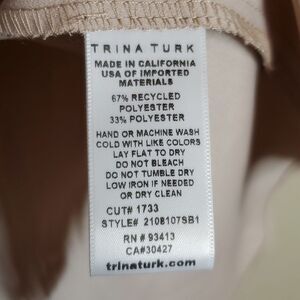 TRINA TURK
MADE IN CALIFORNIA
USA OF IMPORTED
MATERIALS
67% RECYCLED
POLYESTER
33% POLYESTER
HAND OR MACHINE WASH
COLD WITH LIKE COLORS
LAY FLAT TO DRY
DO NOT BLEACH
DO NOT TUMBLE DRY
LOW IRON IF NEEDED
OR DRY CLEAN
CUT# 1733
STYLE# 2108107SB1
RN # 93413
CA#30427
trinaturk.com